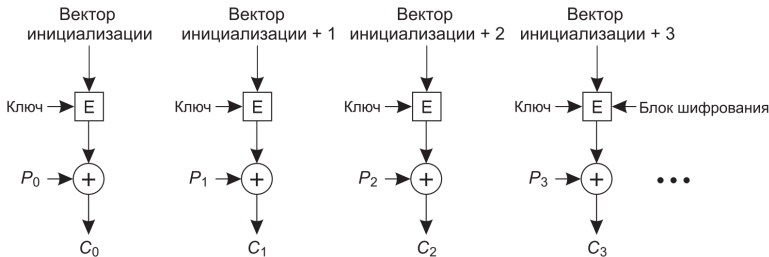 Вектор Вектор Вектор Вектор
инициализации инициализации + 1 инициализации + 2 инициализации + 3
Ключ E Ключ E Ключ E Ключ E Блок шифрования
P0 + P1 + P2 + P3 + •••
C0 C1 C2 C3